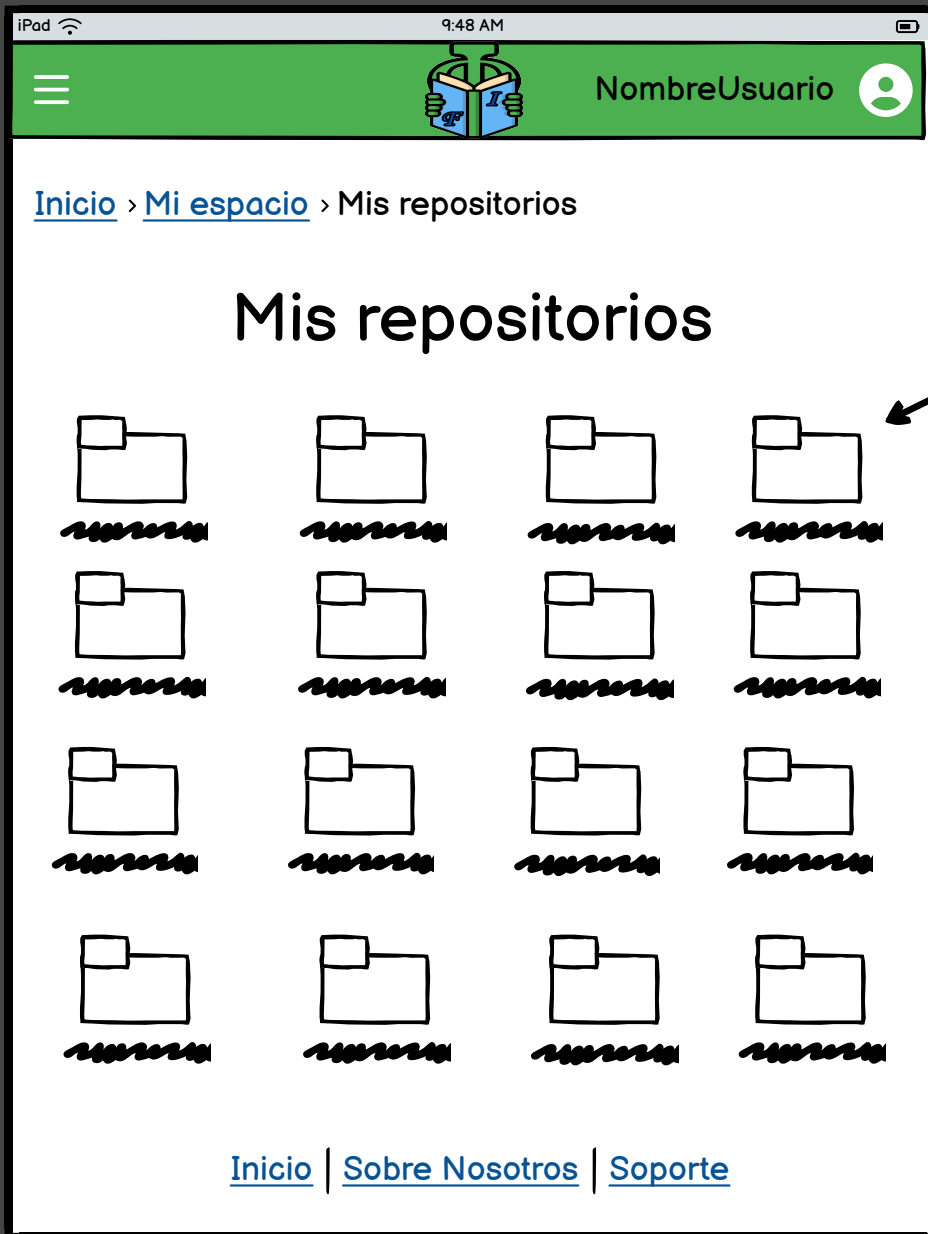 iPad 9:48 AM
NombreUsuario
F I
Inicio › Mi espacio › Mis repositorios
Mis repositorios
Inicio | Sobre Nosotros | Soporte